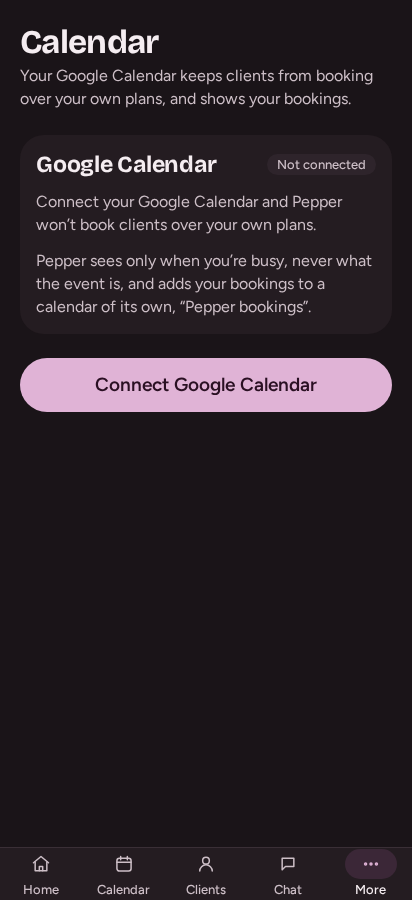 Calendar
Your Google Calendar keeps clients from booking
over your own plans, and shows your bookings.
Google Calendar
Not connected
Connect your Google Calendar and Pepper
won’t book clients over your own plans.
Pepper sees only when you’re busy, never what
the event is, and adds your bookings to a
calendar of its own, “Pepper bookings”.
Connect Google Calendar
Home
Calendar
Clients
Chat
More